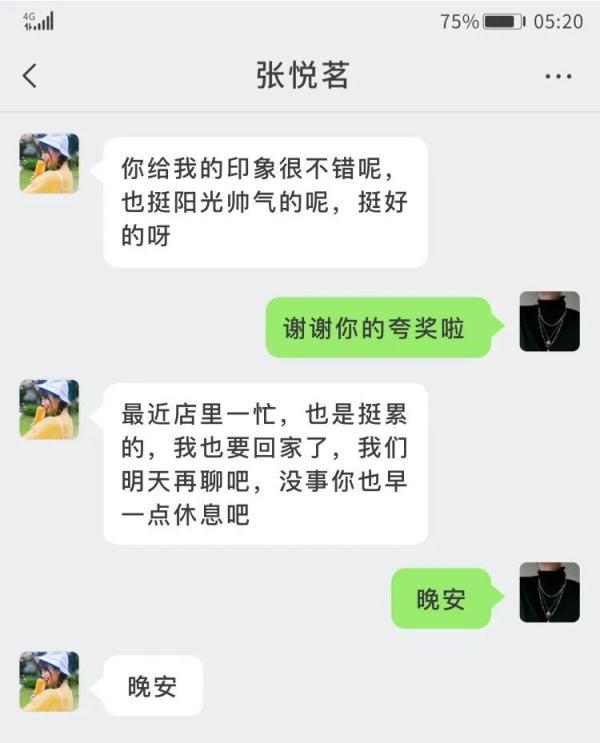 4G
75% 05:20
张悦茗
你给我的印象很不错呢，
也挺阳光帅气的呢，挺好
的呀
谢谢你的夸奖啦
最近店里一忙，也是挺累
的，我也要回家了，我们
明天再聊吧，没事你也早
一点休息吧
晚安
晚安